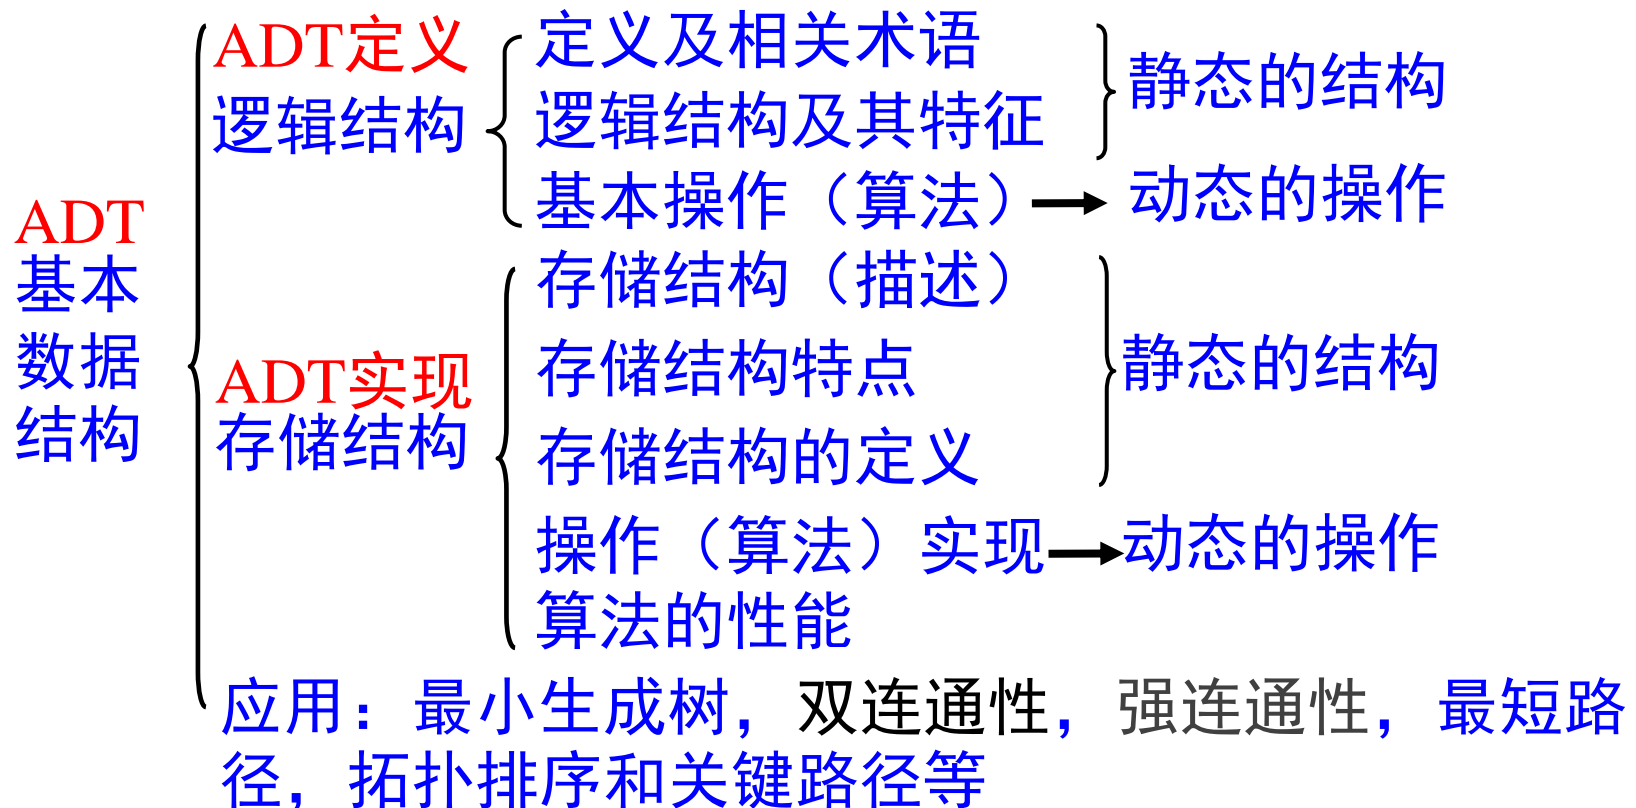 ADT
基本
数据
结构
ADT定义
逻辑结构
定义及相关术语
逻辑结构及其特征
基本操作（算法）
静态的结构
动态的操作
ADT实现
存储结构
存储结构（描述）
存储结构特点
存储结构的定义
操作（算法）实现
算法的性能
静态的结构
动态的操作
应用：最小生成树，双连通性，强连通性，最短路
径，拓扑排序和关键路径等